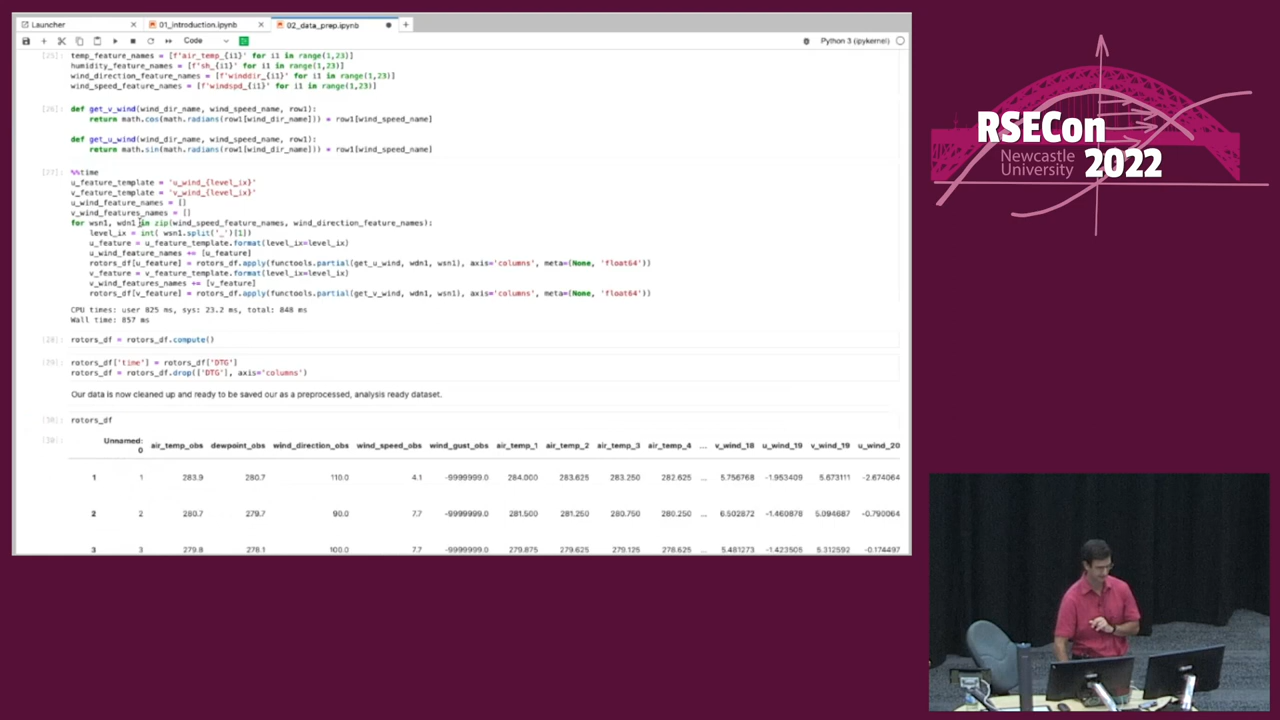 Launcher
01_introduction.ipynb
02_data_prep.ipynb
Code
Python 3 (ipykernel)
[25]:
temp_feature_names = [f'air_temp_{i1}' for i1 in range(1,23)]
humidity_feature_names = [f'sh_{i1}' for i1 in range(1,23)]
wind_direction_feature_names = [f'winddir_{i1}' for i1 in range(1,23)]
wind_speed_feature_names = [f'windspd_{i1}' for i1 in range(1,23)]
[26]:
def get_v_wind(wind_dir_name, wind_speed_name, row1):
return math.cos(math.radians(row1[wind_dir_name])) * row1[wind_speed_name]
def get_u_wind(wind_dir_name, wind_speed_name, row1):
return math.sin(math.radians(row1[wind_dir_name])) * row1[wind_speed_name]
[27]:
%%time
u_feature_template = 'u_wind_{level_ix}'
v_feature_template = 'v_wind_{level_ix}'
u_wind_feature_names = []
v_wind_features_names = []
for wsn1, wdn1 in zip(wind_speed_feature_names, wind_direction_feature_names):
level_ix = int( wsn1.split('_')[1])
u_feature = u_feature_template.format(level_ix=level_ix)
u_wind_feature_names += [u_feature]
rotors_df[u_feature] = rotors_df.apply(functools.partial(get_u_wind, wdn1, wsn1), axis='columns', meta=(None, 'float64'))
v_feature = v_feature_template.format(level_ix=level_ix)
v_wind_features_names += [v_feature]
rotors_df[v_feature] = rotors_df.apply(functools.partial(get_v_wind, wdn1, wsn1), axis='columns', meta=(None, 'float64'))
CPU times: user 825 ms, sys: 23.2 ms, total: 848 ms
Wall time: 857 ms
[28]:
rotors_df = rotors_df.compute()
[29]:
rotors_df['time'] = rotors_df['DTG']
rotors_df = rotors_df.drop(['DTG'], axis='columns')
Our data is now cleaned up and ready to be saved our as a preprocessed, analysis ready dataset.
[30]:
rotors_df
[30]:
Unnamed: 0 air_temp_obs dewpoint_obs wind_direction_obs wind_speed_obs wind_gust_obs air_temp_1 air_temp_2 air_temp_3 air_temp_4 ... v_wind_18 u_wind_19 v_wind_19 u_wind_20
1 1 283.9 280.7 110.0 4.1 -9999999.0 284.000 283.625 283.250 282.625 ... 5.756768 -1.953409 5.673111 -2.674064
2 2 280.7 279.7 90.0 7.7 -9999999.0 281.500 281.250 280.750 280.250 ... 6.502872 -1.460878 5.094687 -0.790064
3 3 279.8 278.1 100.0 7.7 -9999999.0 279.875 279.625 279.125 278.625 ... 5.481273 -1.423505 5.312592 -0.174497
RSECon
Newcastle
University
2022